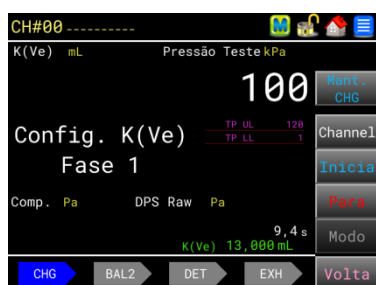 CH#00 ----------
M
K(Ve) mL Pressão Teste kPa
100
Mant. CHG
TP UL 120
TP LL 1
Config. K(Ve)
Fase 1
Channel
Inicia
Comp. Pa DPS Raw Pa
Para
9,4 s
K(Ve) 13,000 mL
Modo
CHG BAL2 DET EXH Volta